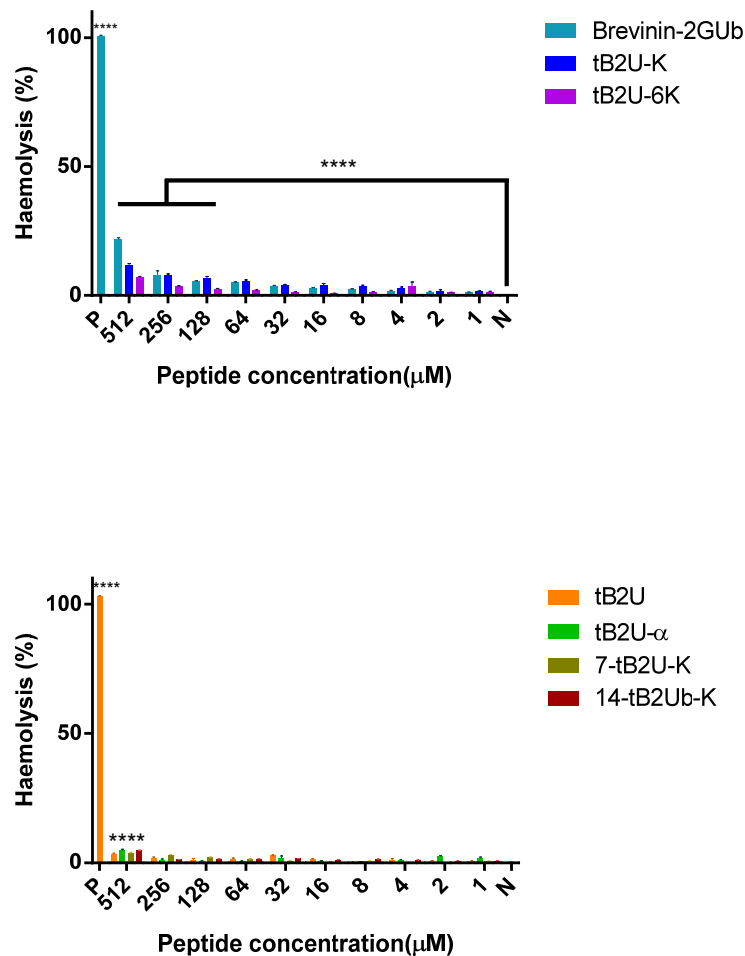 ****
100
50
0
Haemolysis (%)
****
P
512
256
128
64
32
16
8
4
2
1
N
Peptide concentration(μM)
Brevinin-2GUb
tB2U-K
tB2U-6K
****
100
50
0
Haemolysis (%)
****
P
512
256
128
64
32
16
8
4
2
1
N
Peptide concentration(μM)
tB2U
tB2U-α
7-tB2U-K
14-tB2Ub-K